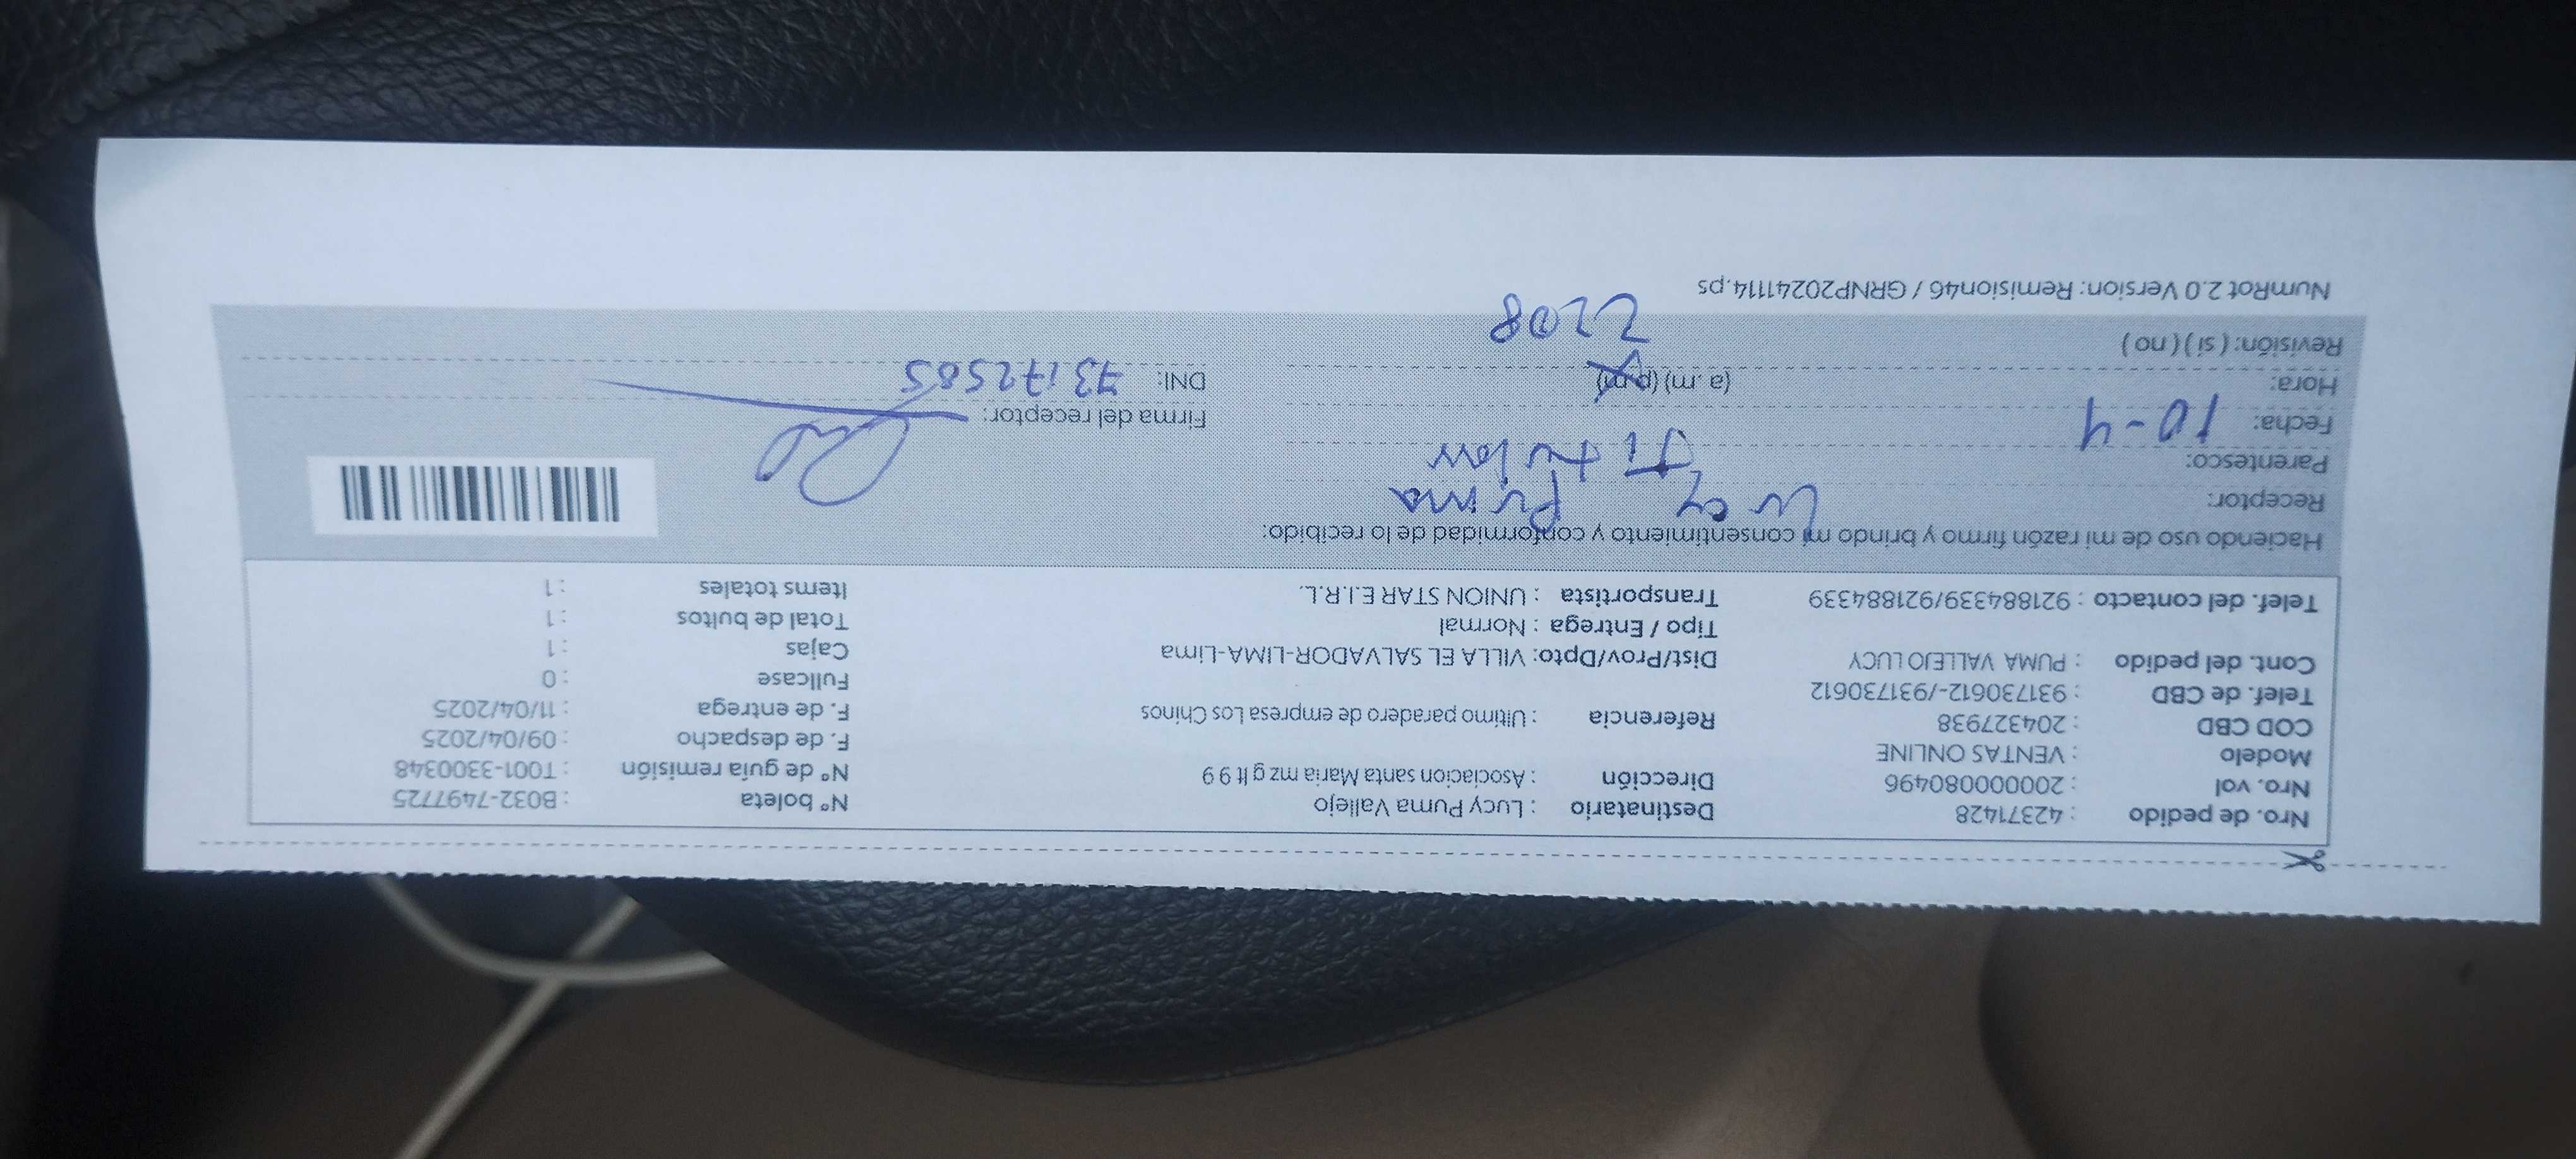 Nro. de pedido : 42371428
Nro. vol : 2000000080496
Modelo : VENTAS ONLINE
COD CBD : 204327938
Telef. de CBD : 931730612-/931730612
Cont. del pedido : PUMA VALLEJO LUCY
Telef. del contacto : 921884339/921884339
Destinatario : Lucy Puma Vallejo
Dirección : Asociacion santa Maria mz g lt 9 9
Referencia : Ultimo paradero de empresa Los Chinos
Dist/Prov/Dpto: VILLA EL SALVADOR-LIMA-Lima
Tipo / Entrega : Normal
Transportista : UNION STAR E.I.R.L.
N° boleta : B032-7497725
N° de guía remisión : T001-3300348
F. de despacho : 09/04/2025
F. de entrega : 11/04/2025
Fullcase : 0
Cajas : 1
Total de bultos : 1
Items totales : 1
Haciendo uso de mi razón firmo y brindo mi consentimiento y conformidad de lo recibido:
Receptor: Lucy Puma
Parentesco: Titular
Fecha: 10-4
Hora: (a .m) (p.m)
Revisión: ( si ) ( no )
2208
Firma del receptor:
DNI: 73172585
NumRot 2.0 Version: Remision46 / GRNP20241114.ps